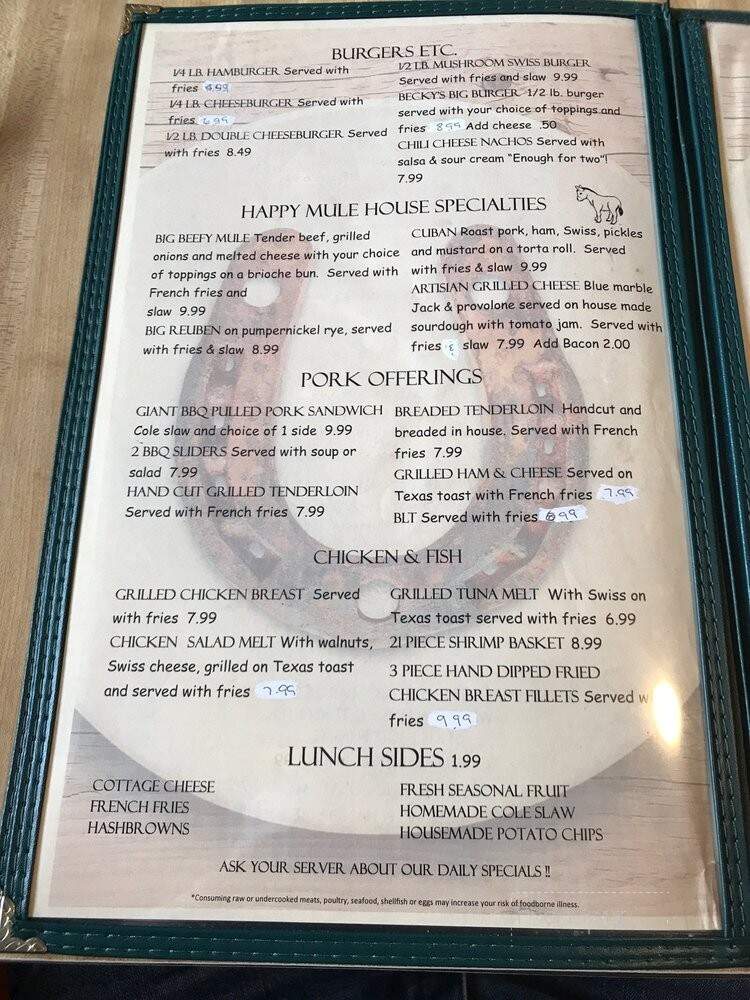 BURGERS ETC.
1/4 LB. HAMBURGER Served with
fries
1/4 LB. CHEESEBURGER Served with
fries 6.99
1/2 LB. DOUBLE CHEESEBURGER Served
with fries 8.49
1/2 LB. MUSHROOM SWISS BURGER
Served with fries and slaw 9.99
BECKY'S BIG BURGER 1/2 lb. burger
served with your choice of toppings and
fries 8.99 Add cheese .50
CHILI CHEESE NACHOS Served with
salsa & sour cream "Enough for two"!
7.99
HAPPY MULE HOUSE SPECIALTIES
BIG BEEFY MULE Tender beef, grilled
onions and melted cheese with your choice
of toppings on a brioche bun. Served with
French fries and
slaw 9.99
BIG REUBEN on pumpernickel rye, served
with fries & slaw 8.99
CUBAN Roast pork, ham, Swiss, pickles
and mustard on a torta roll. Served
with fries & slaw 9.99
ARTISIAN GRILLED CHEESE Blue marble
Jack & provolone served on house made
sourdough with tomato jam. Served with
fries & slaw 7.99 Add Bacon 2.00
PORK OFFERINGS
GIANT BBQ PULLED PORK SANDWICH
Cole slaw and choice of 1 side 9.99
2 BBQ SLIDERS Served with soup or
salad 7.99
HAND CUT GRILLED TENDERLOIN
Served with French fries 7.99
BREADED TENDERLOIN Handcut and
breaded in house. Served with French
fries 7.99
GRILLED HAM & CHEESE Served on
Texas toast with French fries 7.99
BLT Served with fries 6.99
CHICKEN & FISH
GRILLED CHICKEN BREAST Served
with fries 7.99
CHICKEN SALAD MELT With walnuts,
Swiss cheese, grilled on Texas toast
and served with fries 7.99
GRILLED TUNA MELT With Swiss on
Texas toast served with fries 6.99
21 PIECE SHRIMP BASKET 8.99
3 PIECE HAND DIPPED FRIED
CHICKEN BREAST FILLETS Served w
fries 9.99
LUNCH SIDES 1.99
COTTAGE CHEESE
FRENCH FRIES
HASHBROWNS
FRESH SEASONAL FRUIT
HOMEMADE COLE SLAW
HOUSEMADE POTATO CHIPS
ASK YOUR SERVER ABOUT OUR DAILY SPECIALS !!
*Consuming raw or undercooked meats, poultry, seafood, shellfish or eggs may increase your risk of foodborne illness.